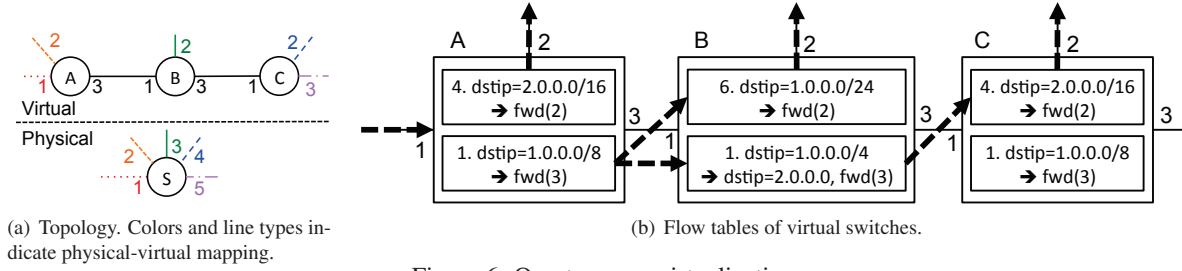 2
2
2
1
A
3
1
B
3
1
C
3
Virtual
Physical
2
3
4
1
S
5
(a) Topology. Colors and line types in-
dicate physical-virtual mapping.
A
2
B
2
C
2
4. dstip=2.0.0.0/16
➔ fwd(2)
1. dstip=1.0.0.0/8
➔ fwd(3)
1
3
1
6. dstip=1.0.0.0/24
➔ fwd(2)
1. dstip=1.0.0.0/4
➔ dstip=2.0.0.0, fwd(3)
3
1
4. dstip=2.0.0.0/16
➔ fwd(2)
1. dstip=1.0.0.0/8
➔ fwd(3)
3
(b) Flow tables of virtual switches.